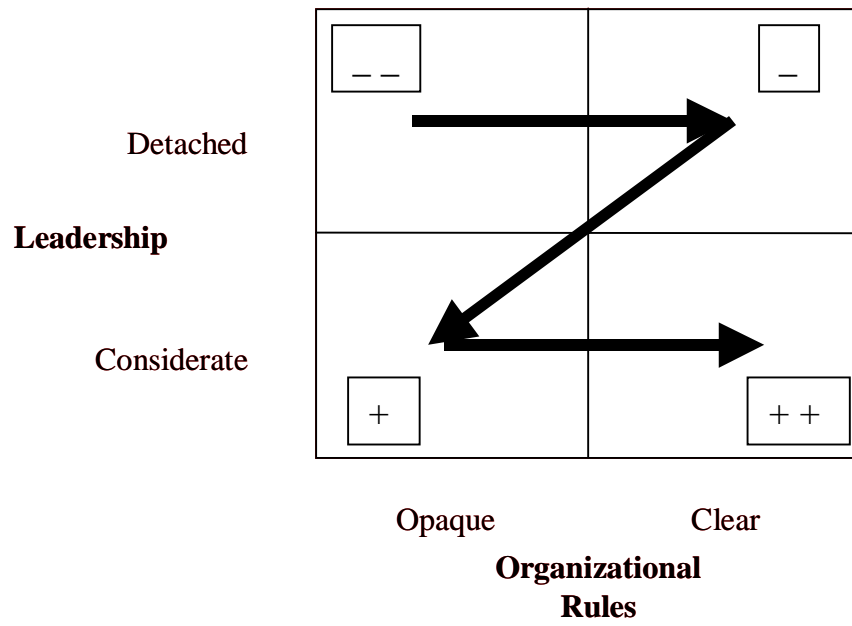 – –
–
Detached
Leadership
Considerate
+
+ +
Opaque
Clear
Organizational
Rules